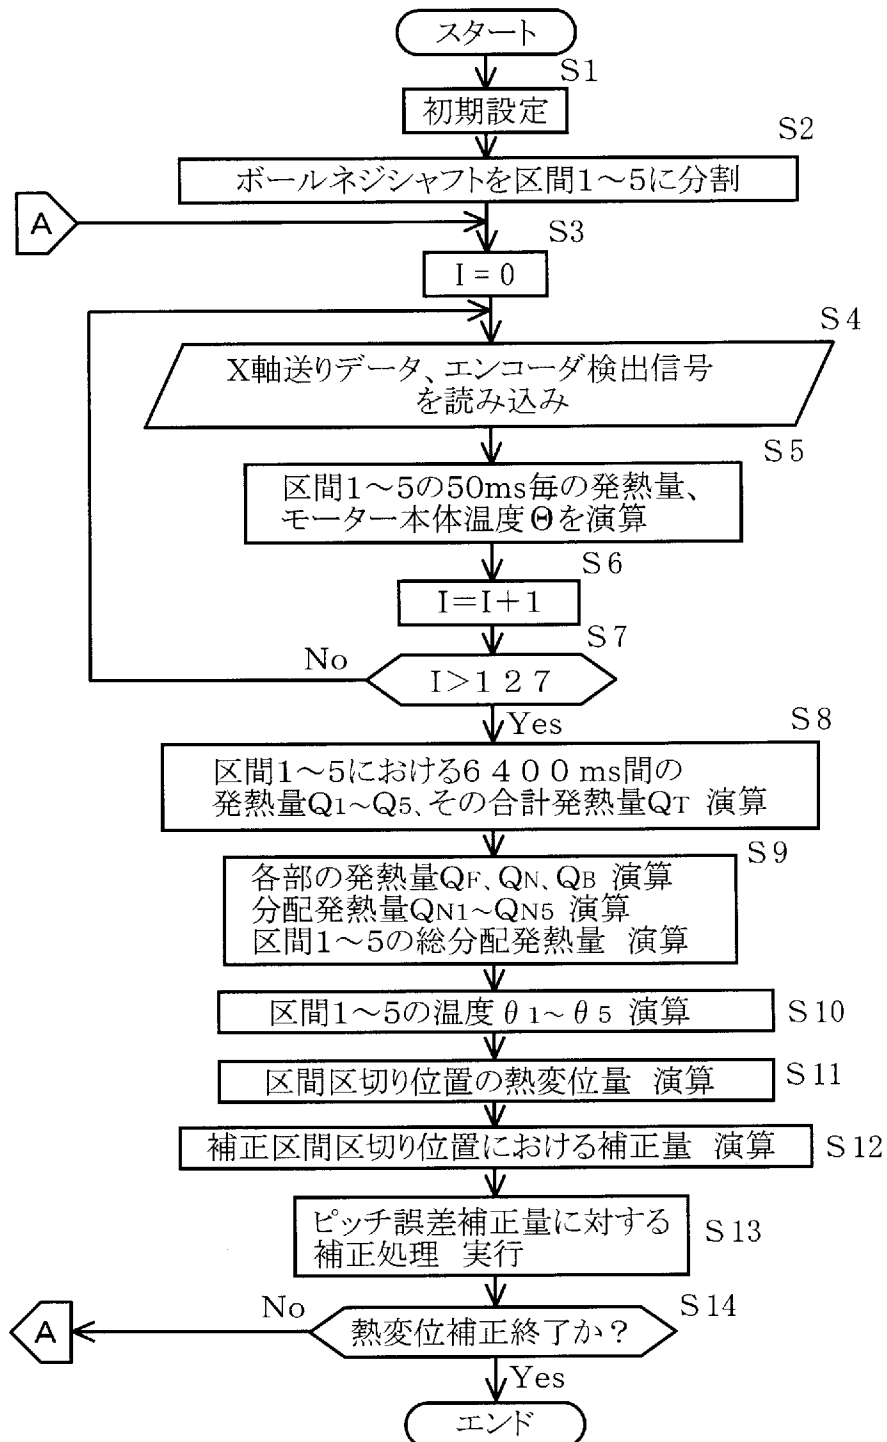 スタート
S1
初期設定
S2
ボールネジシャフトを区間1～5に分割
A
S3
I=0
S4
X軸送りデータ、エンコーダ検出信号
を読み込み
S5
区間1～5の50ms毎の発熱量、
モーター本体温度Θを演算
S6
I=I+1
S7
No
I>127
Yes
S8
区間1～5における6400ms間の
発熱量Q1～Q5、その合計発熱量QT 演算
S9
各部の発熱量QF、QN、QB 演算
分配発熱量QN1～QN5 演算
区間1～5の総分配発熱量 演算
区間1～5の温度θ1～θ5 演算
S10
区間区切り位置の熱変位量 演算
S11
補正区間区切り位置における補正量 演算
S12
ピッチ誤差補正量に対する
補正処理 実行
S13
No
S14
A
熱変位補正終了か?
Yes
エンド